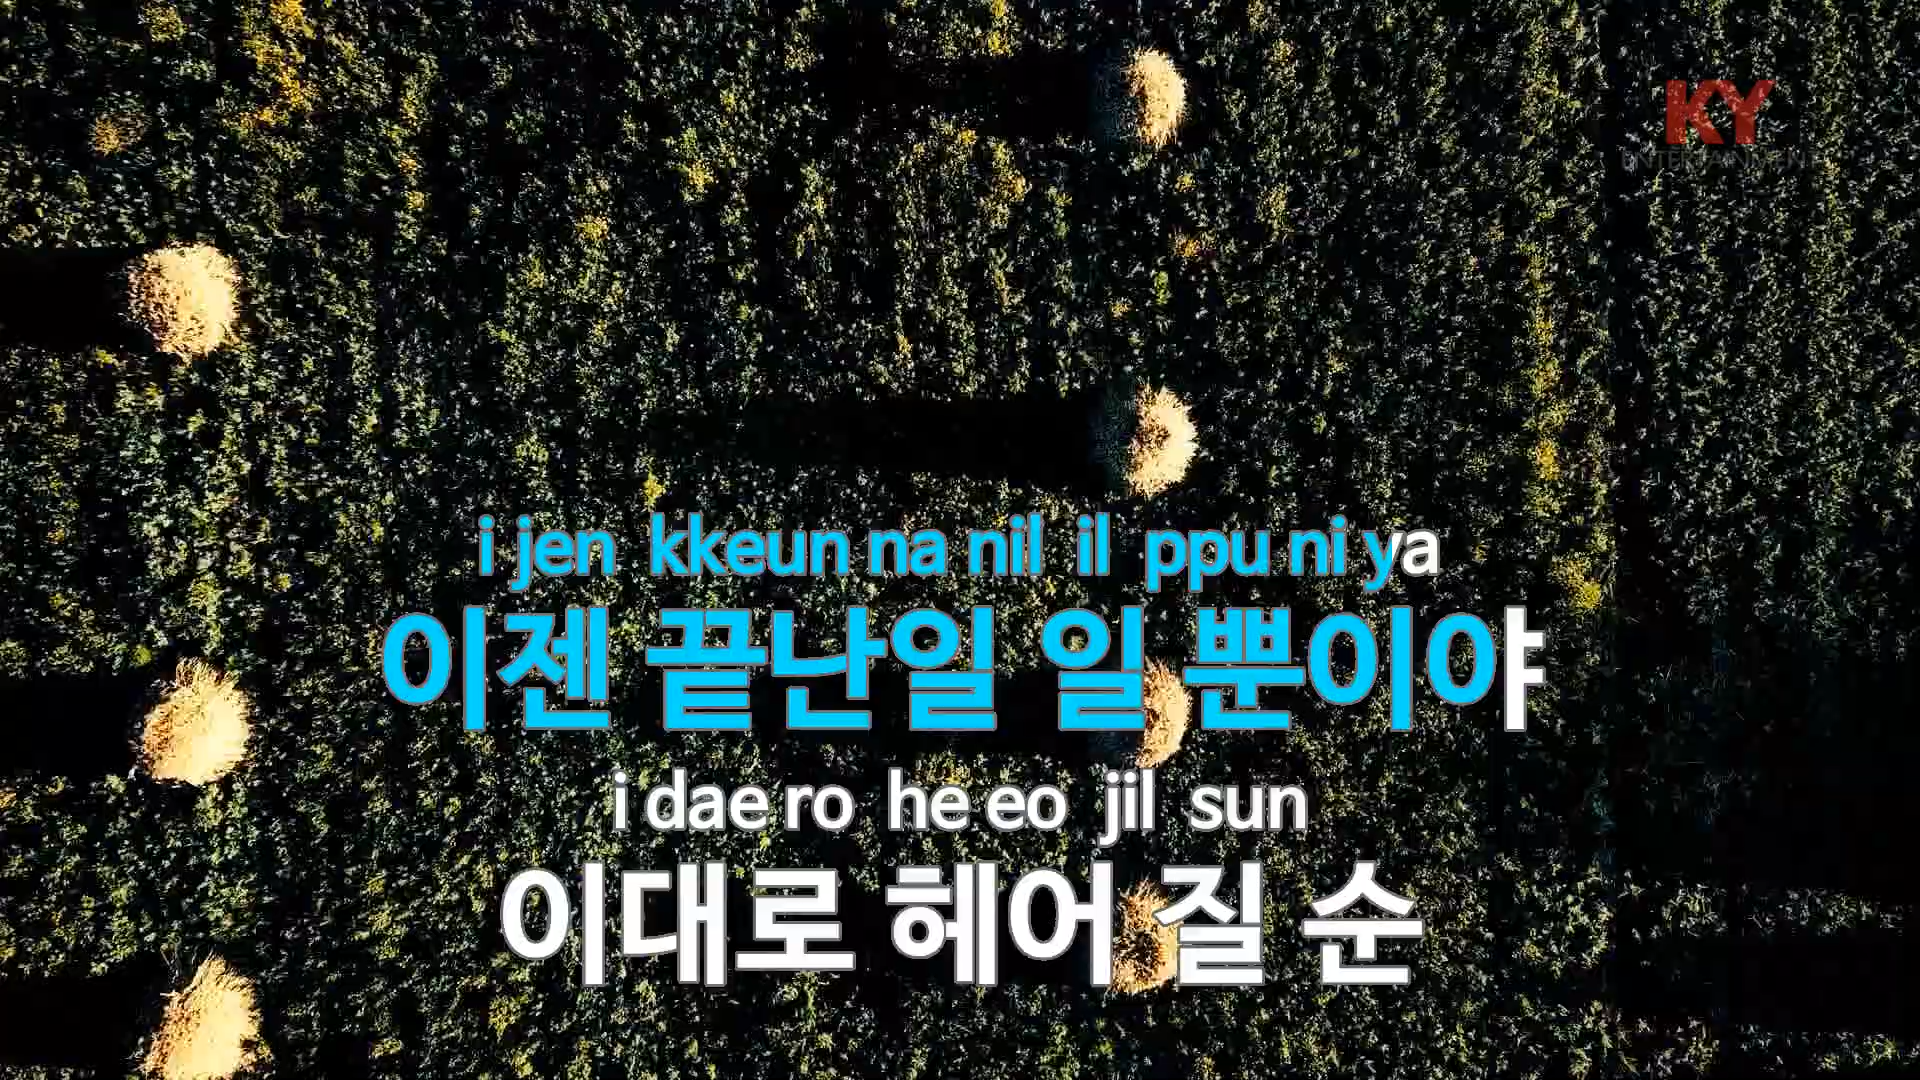 KY
ENTERTAINMENT
i jen kkeun na nil il ppu ni ya
이젠 끝난일 일 뿐이야
i dae ro he eo jil sun
이대로 헤어 질 순